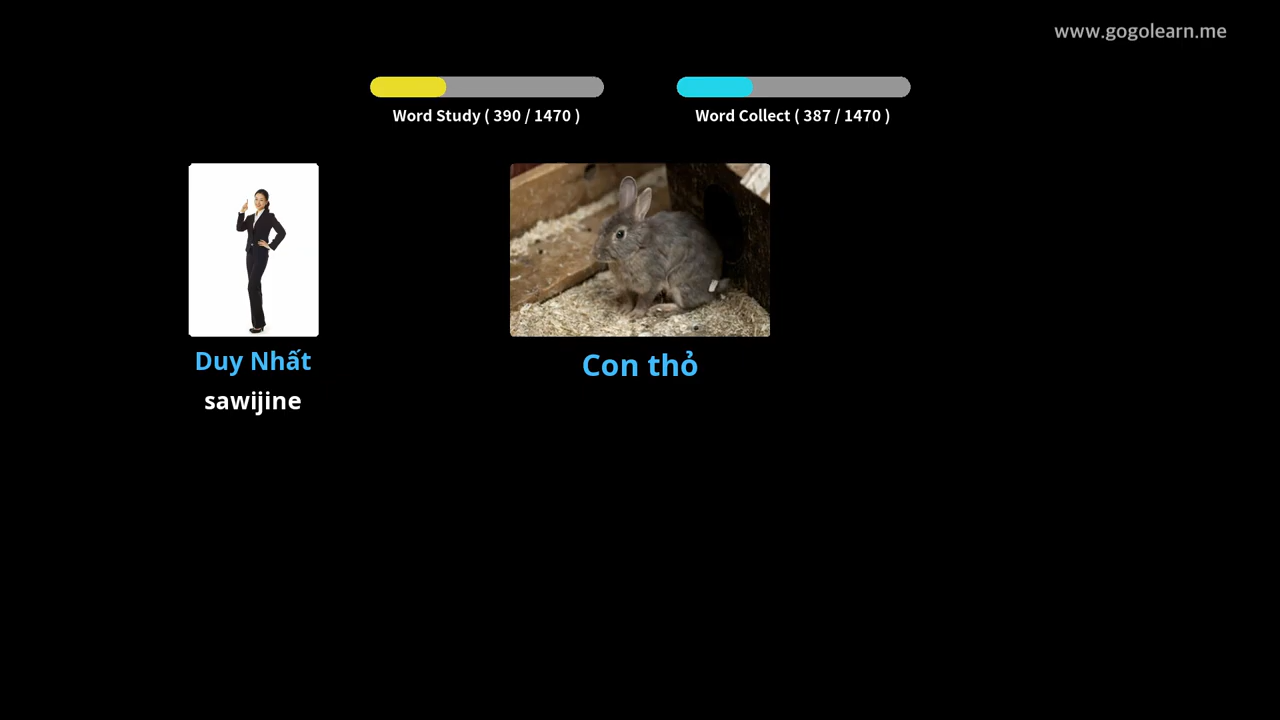 www.gogolearn.me
Word Study ( 390 / 1470 )
Word Collect ( 387 / 1470 )
Duy Nhất
sawijine
Con thỏ